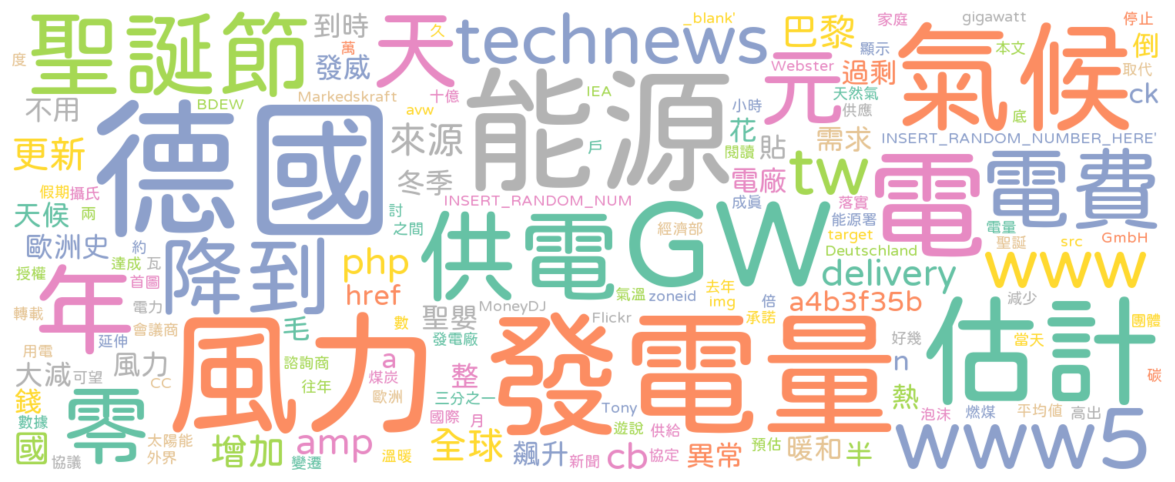 聖誕節
天
technews
_blank'
巴黎
家庭
gigawatt
停止
倒
度
到時
萬
久
顯示
本文
氣候
發威
元
Webster
過剩
取代
ck
BDEW
Markedskraft
十億
IEA
小時
天然氣
不用
avw
供應
底
德國
能源
來源
戶
花
貼
需求
INSERT_RANDOM_NUMBER_HERE'
更新
閱讀
冬季
電廠
tw
電
電費
假期
攝氏
INSERT_RANDOM_NUM
成真
落實
天候
兩
討
之間
供電
GW
經濟部
能源署
電量
target
聖誕
src
GmbH
歐洲史
約
降到
Deutschland
www
授權
達成
瓦
php
氣溫
zoneid
去年
倍
delivery
年
首圖
href
img
a4b3f35b
減少
轉載
電力
聖嬰
MoneyDJ
Flickr
承諾
估計
會議商
毛
數
發電廠
好幾
當天
團體
延伸
用電
風力
諮詢商
a
發電量
n
大減
可望
風力
煤炭
整
碳
CC
往年
歐洲
三分之一
熱
錢
零
Tony
泡沫
燃煤
平均值
高出
數據
國際
月
遊說
供給
www5
國
太陽能
增加
amp
全球
飆升
cb
異常
預估
暖和
半
協議
外界
變遷
溫暖
新聞
協定